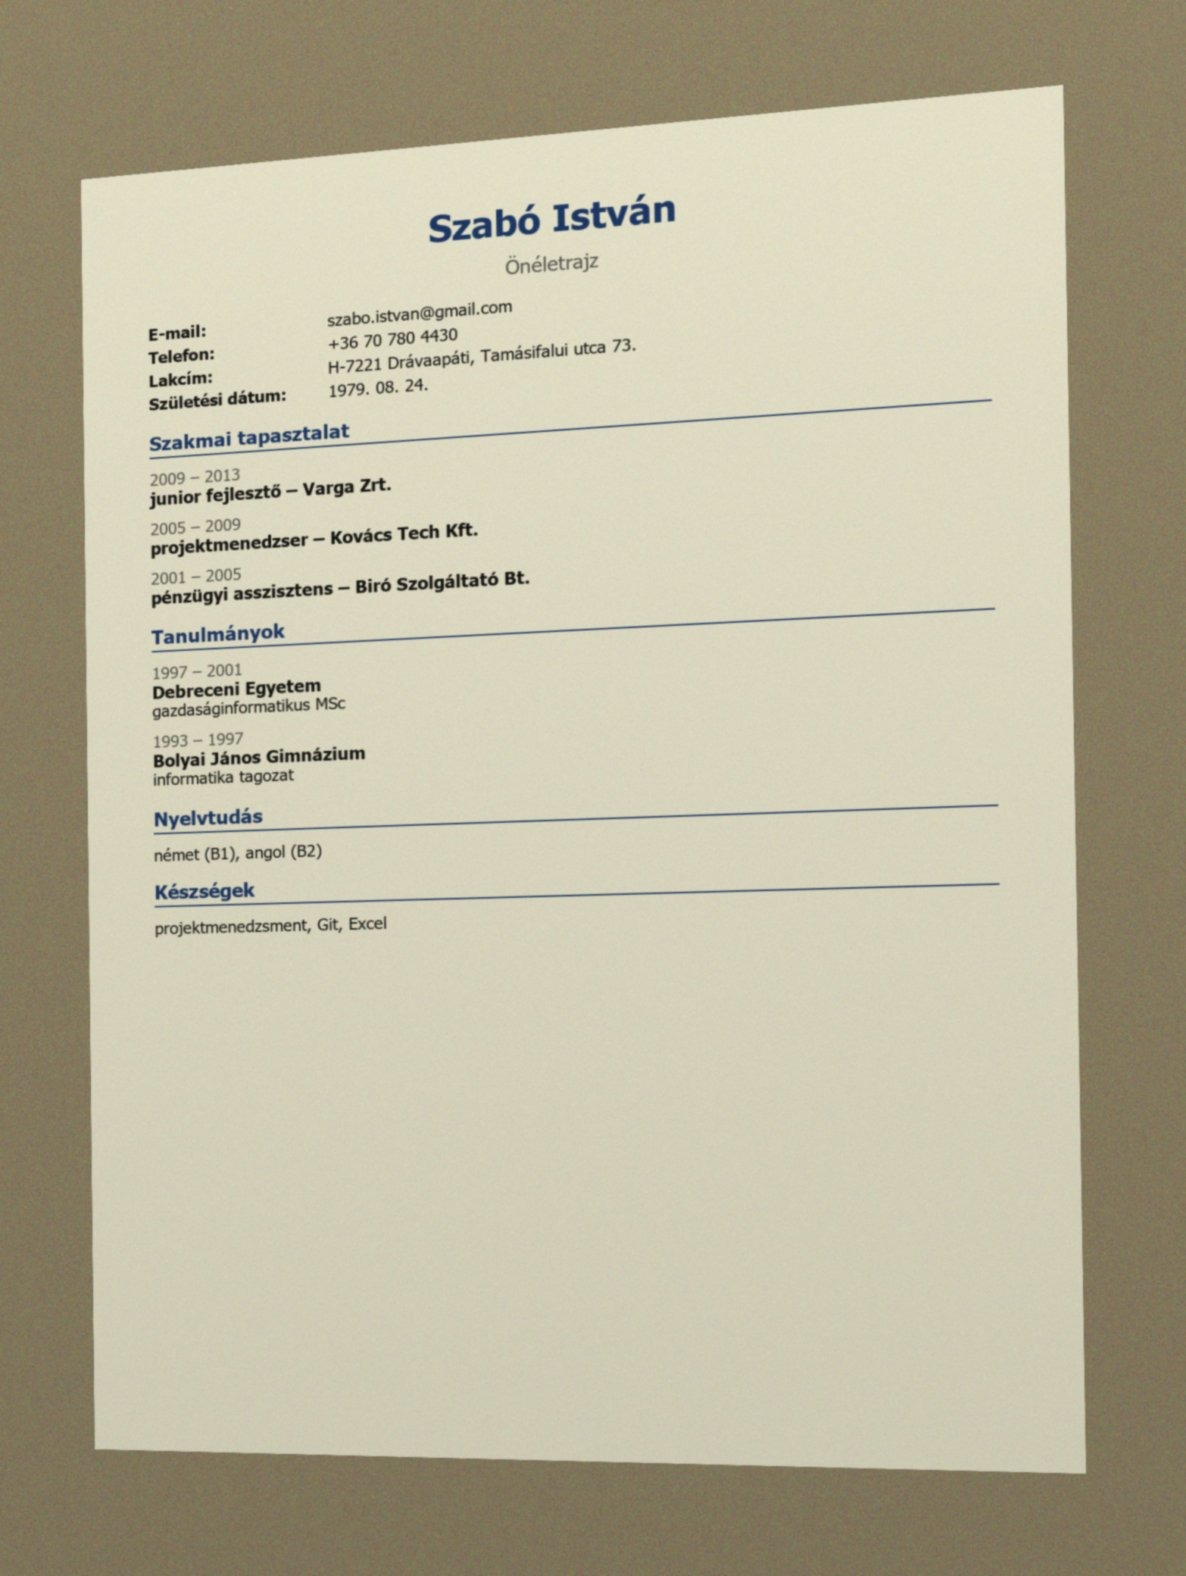 Szabó István
Önéletrajz
E-mail: szabo.istvan@gmail.com
Telefon: +36 70 780 4430
Lakcím: H-7221 Drávaapáti, Tamásifalui utca 73.
Születési dátum: 1979. 08. 24.
Szakmai tapasztalat
2009 – 2013
junior fejlesztő – Varga Zrt.
2005 – 2009
projektmenedzser – Kovács Tech Kft.
2001 – 2005
pénzügyi asszisztens – Biró Szolgáltató Bt.
Tanulmányok
1997 – 2001
Debreceni Egyetem
gazdaságinformatikus MSc
1993 – 1997
Bolyai János Gimnázium
informatika tagozat
Nyelvtudás
német (B1), angol (B2)
Készségek
projektmenedzsment, Git, Excel